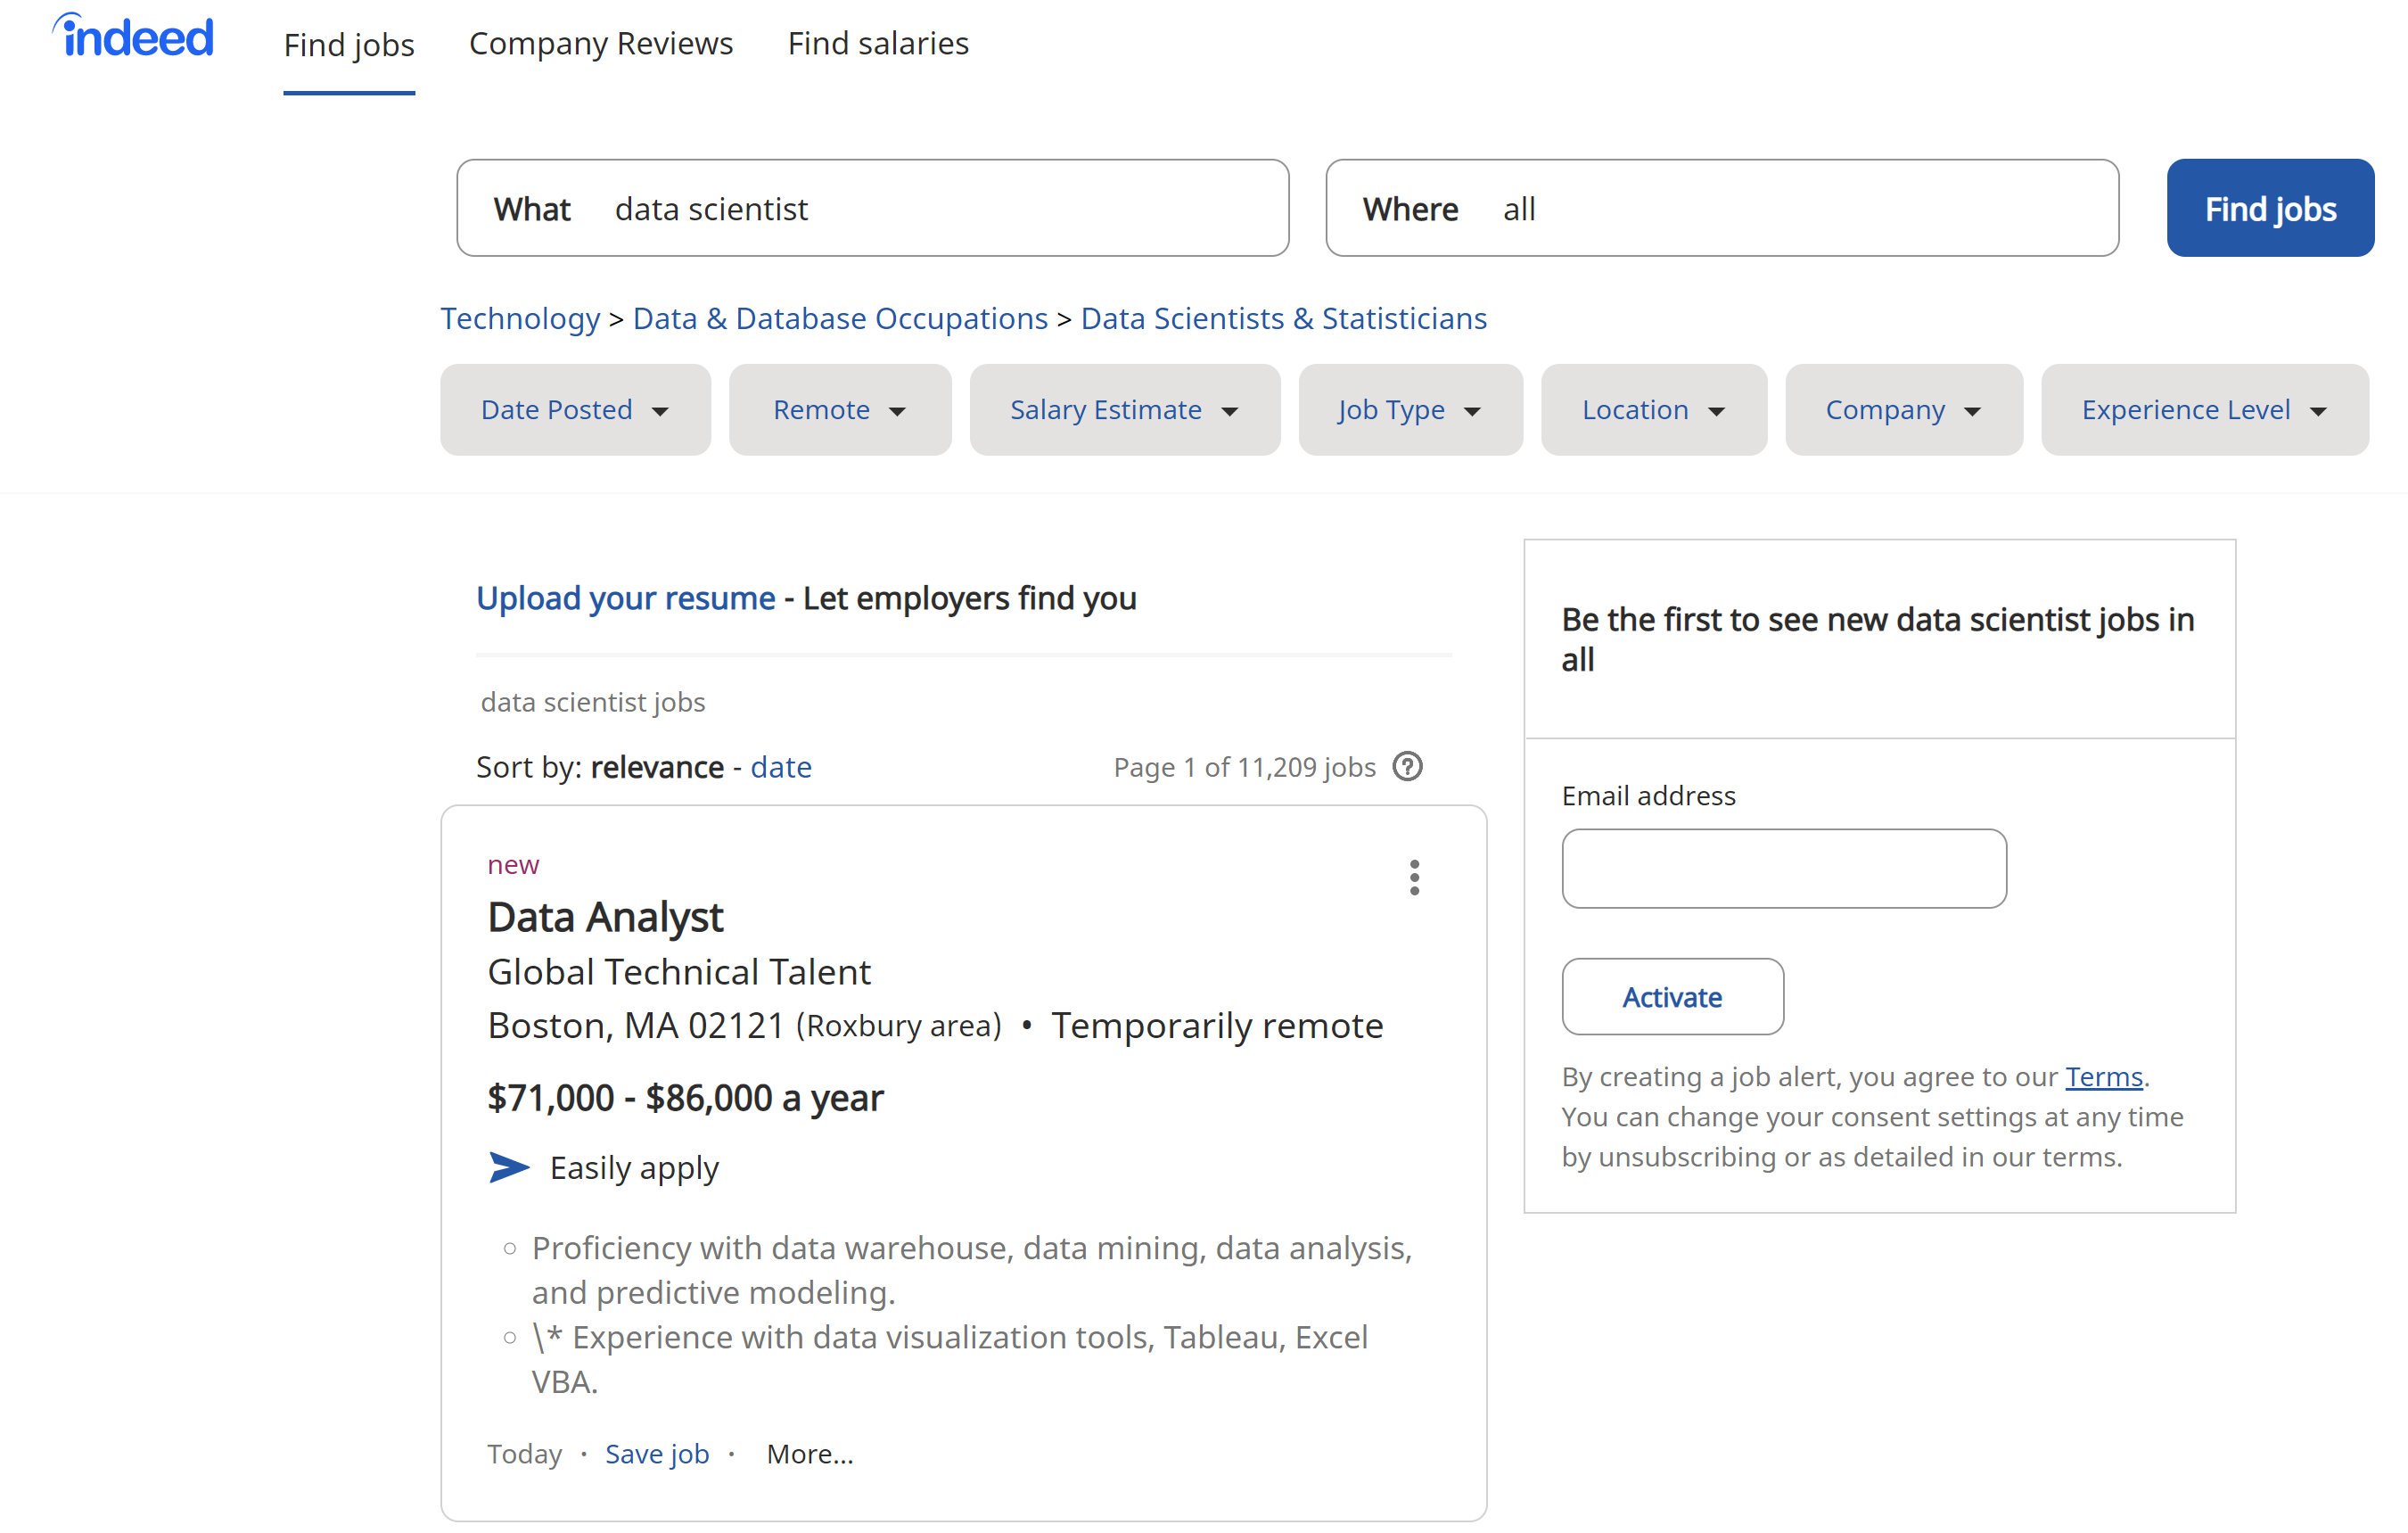 indeed
Find jobs
Company Reviews
Find salaries
What data scientist
Where all
Find jobs
Technology > Data & Database Occupations > Data Scientists & Statisticians
Date Posted
Remote
Salary Estimate
Job Type
Location
Company
Experience Level
Upload your resume - Let employers find you
data scientist jobs
Sort by: relevance - date
Page 1 of 11,209 jobs
?
new
Data Analyst
Global Technical Talent
Boston, MA 02121 (Roxbury area) • Temporarily remote
$71,000 - $86,000 a year
Easily apply
Proficiency with data warehouse, data mining, data analysis,
and predictive modeling.
\* Experience with data visualization tools, Tableau, Excel
VBA.
Today · Save job · More...
Be the first to see new data scientist jobs in
all
Email address
Activate
By creating a job alert, you agree to our Terms.
You can change your consent settings at any time
by unsubscribing or as detailed in our terms.